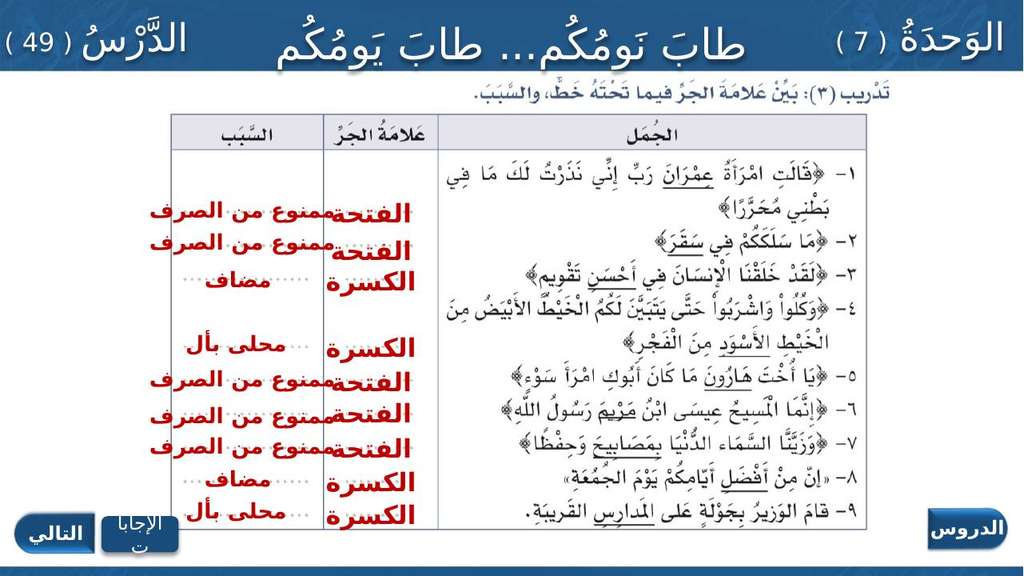 الوَحدَةُ ( 7 )
طابَ نَومُكُم... طابَ يَومُكُم
الدَّرْسُ ( 49 )
تَدْرِيب (٣): بَيِّنْ عَلامَةَ الجَرِّ فيما تَحْتَهُ خَطٌّ، والسَّبَبَ.
الجُمَل عَلامَةُ الجَرِّ السَّبَب
١- ﴿قَالَتِ امْرَأَةُ عِمْرَانَ رَبِّ إِنِّي نَذَرْتُ لَكَ مَا فِي
بَطْنِي مُحَرَّرًا﴾ الفتحة ممنوع من الصرف
٢- ﴿مَا سَلَكَكُمْ فِي سَقَرَ﴾ الفتحة ممنوع من الصرف
٣- ﴿لَقَدْ خَلَقْنَا الْإِنسَانَ فِي أَحْسَنِ تَقْوِيمٍ﴾ الكسرة مضاف
٤- ﴿وَكُلُواْ وَاشْرَبُواْ حَتَّى يَتَبَيَّنَ لَكُمُ الْخَيْطُ الأَبْيَضُ مِنَ
الْخَيْطِ الأَسْوَدِ مِنَ الْفَجْرِ﴾ الكسرة محلى بأل
٥- ﴿يَا أُخْتَ هَارُونَ مَا كَانَ أَبُوكِ امْرَأَ سَوْءٍ﴾ الفتحة ممنوع من الصرف
٦- ﴿إِنَّمَا الْمَسِيحُ عِيسَى ابْنُ مَرْيَمَ رَسُولُ اللَّهِ﴾ الفتحة ممنوع من الصرف
٧- ﴿وَزَيَّنَّا السَّمَاء الدُّنْيَا بِمَصَابِيحَ وَحِفْظًا﴾ الفتحة ممنوع من الصرف
٨- «إنّ مِنْ أَفْضَلِ أَيّامِكُمْ يَوْمَ الجُمُعَةِ» الكسرة مضاف
٩- قامَ الوَزيرُ بِجَوْلَةٍ عَلى المَدارِسِ القَريبَةِ. الكسرة محلى بأل
الدروس
الإجابا
ت
التالي